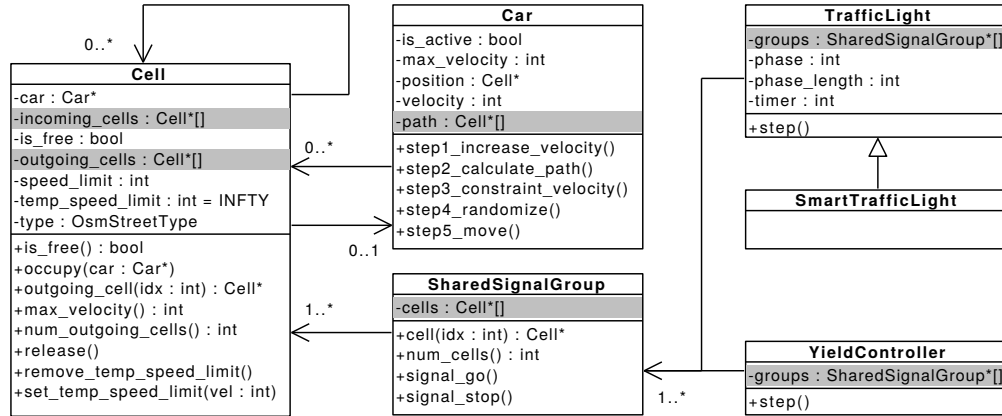 0..*
Cell
-car : Car*
-incoming_cells : Cell*[]
-is_free : bool
-outgoing_cells : Cell*[]
-speed_limit : int
-temp_speed_limit : int = INFTY
-type : OsmStreetType
+is_free() : bool
+occupy(car : Car*)
+outgoing_cell(idx : int) : Cell*
+max_velocity() : int
+num_outgoing_cells() : int
+release()
+remove_temp_speed_limit()
+set_temp_speed_limit(vel : int)
0..*
0..1
1..*
Car
-is_active : bool
-max_velocity : int
-position : Cell*
-velocity : int
-path : Cell*[]
+step1_increase_velocity()
+step2_calculate_path()
+step3_constraint_velocity()
+step4_randomize()
+step5_move()
SharedSignalGroup
-cells : Cell*[]
+cell(idx : int) : Cell*
+num_cells() : int
+signal_go()
+signal_stop()
1..*
TrafficLight
-groups : SharedSignalGroup*[]
-phase : int
-phase_length : int
-timer : int
+step()
SmartTrafficLight
YieldController
-groups : SharedSignalGroup*[]
+step()